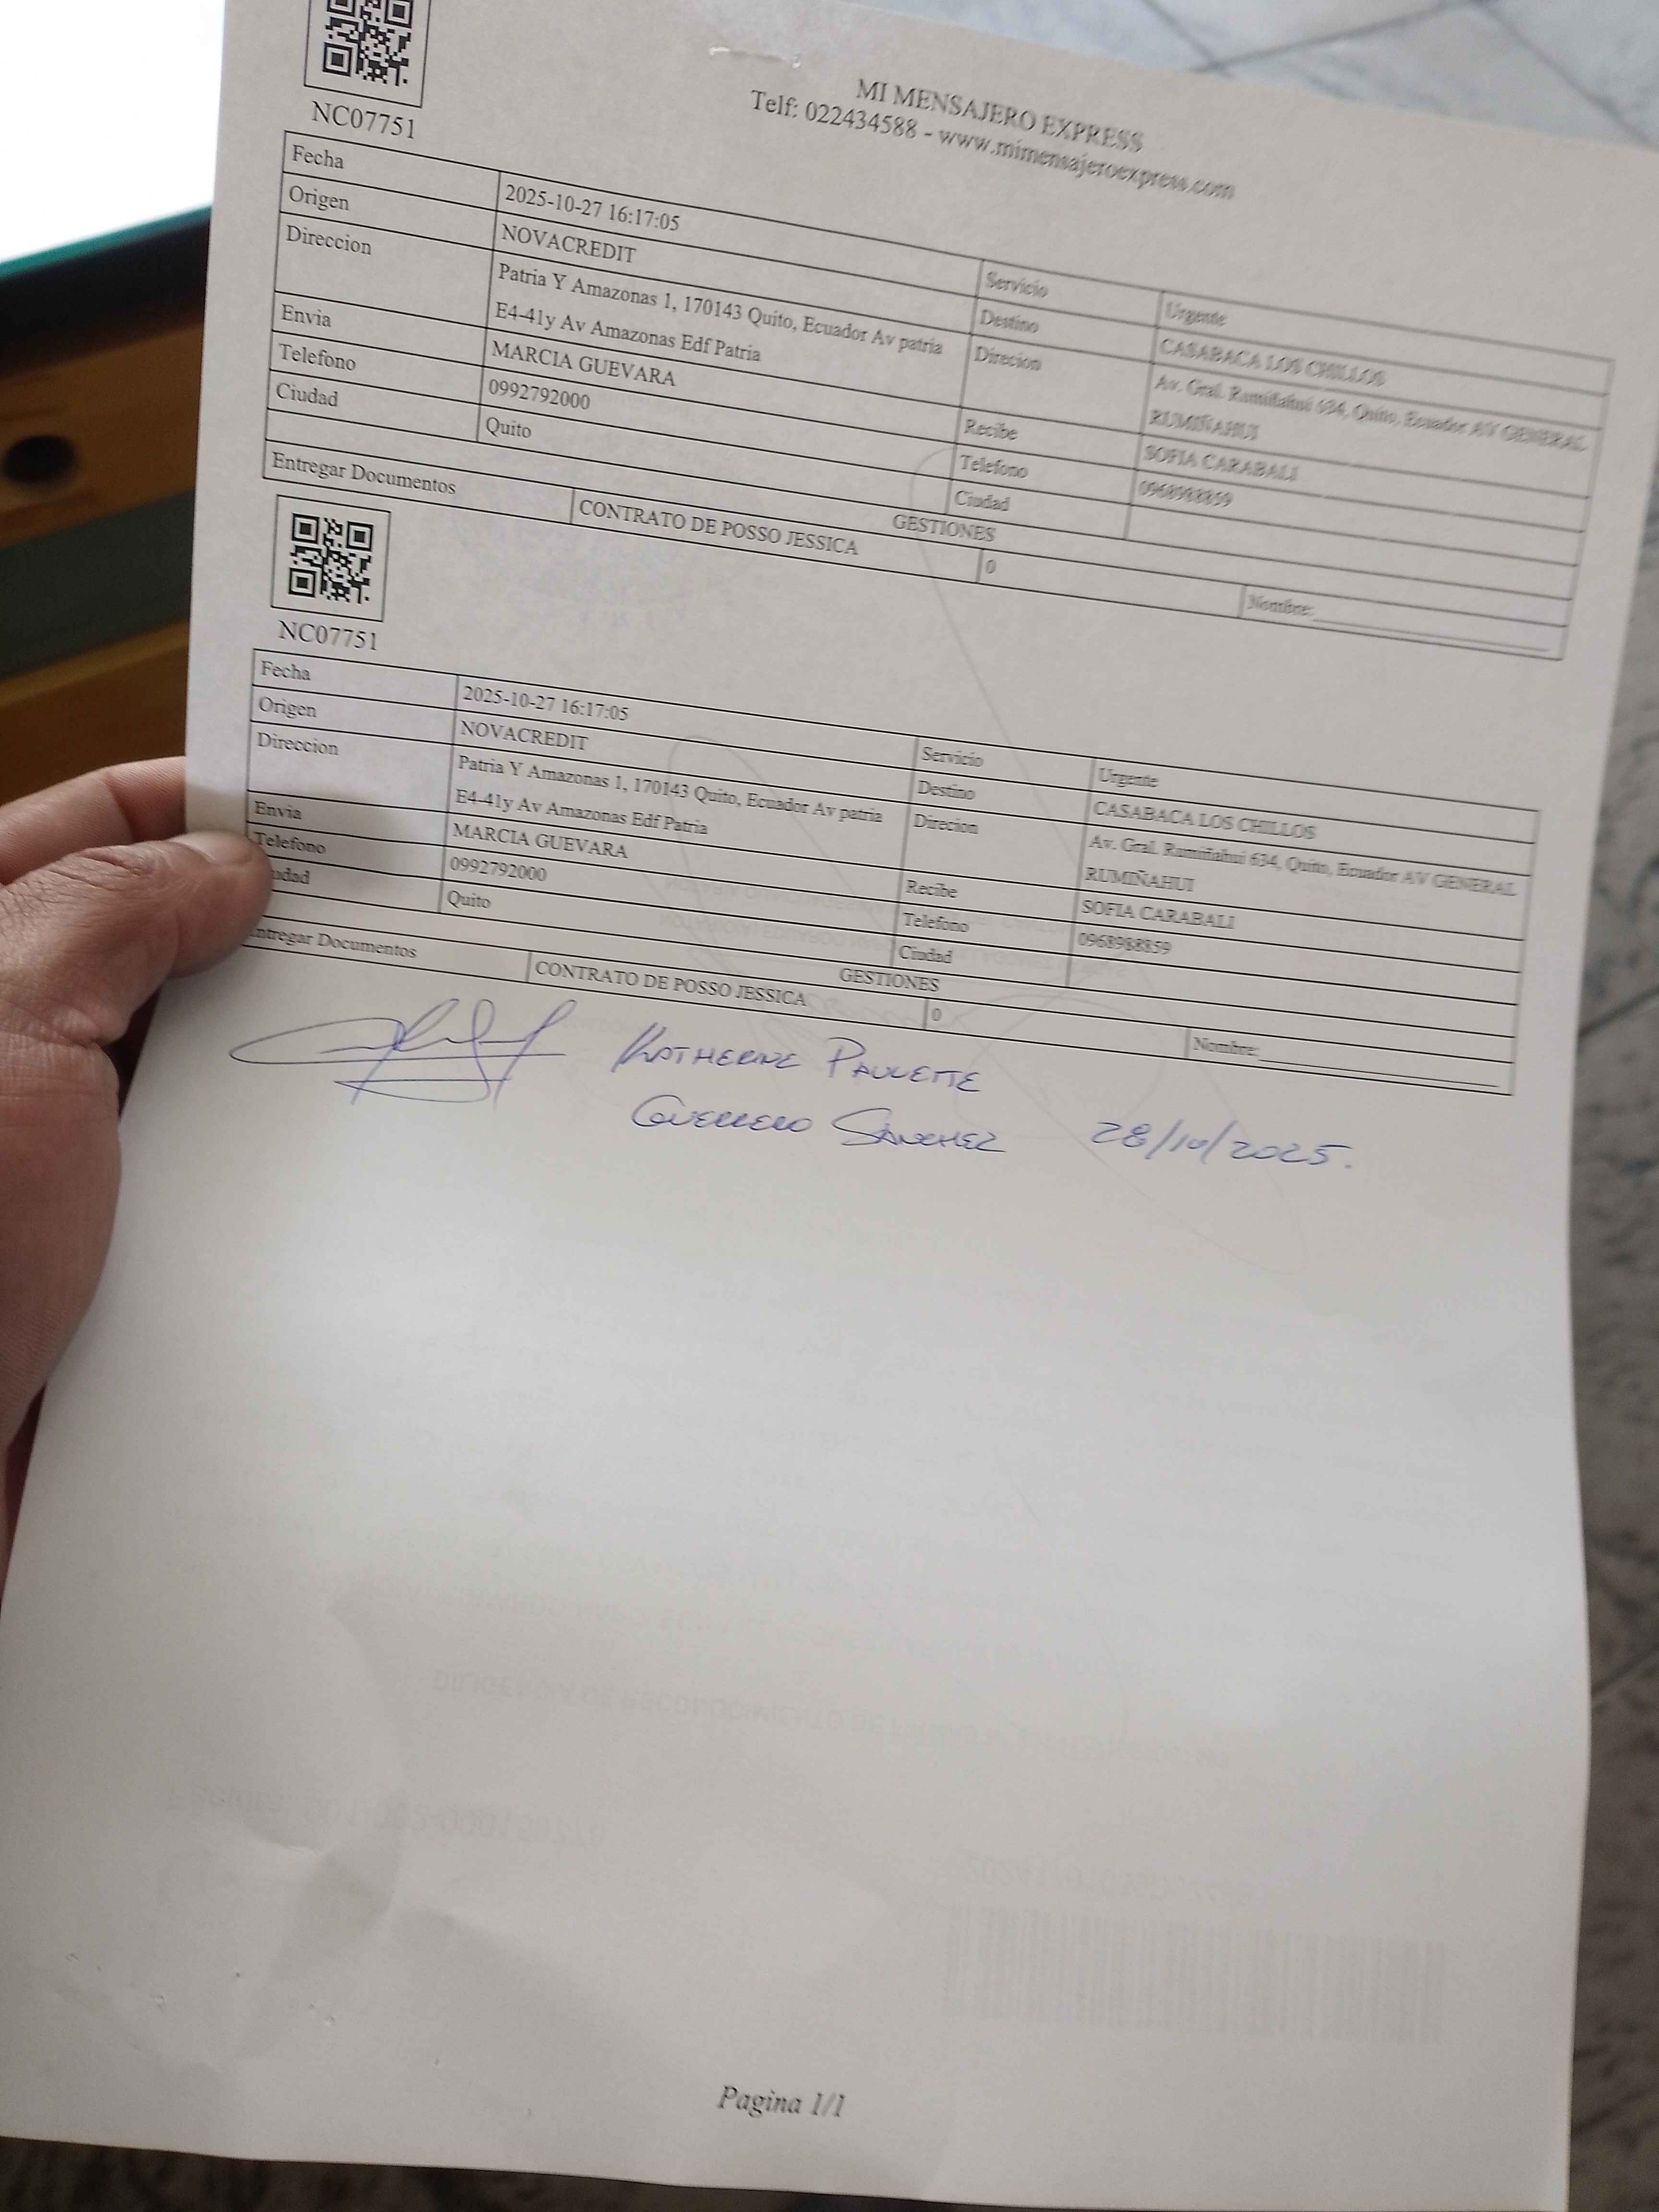 MI MENSAJERO EXPRESS
Telf: 022434588 - www.mimensajeroexpress.com
NC07751
Fecha 2025-10-27 16:17:05 Servicio Urgente
Origen NOVACREDIT Destino CASABACA LOS CHILLOS
Direccion Patria Y Amazonas 1, 170143 Quito, Ecuador Av patria Direcion Av. Gral. Rumiñahui 634, Quito, Ecuador AV GENERAL
E4-41y Av Amazonas Edf Patria RUMIÑAHUI
Envia MARCIA GUEVARA Recibe SOFIA CARABALI
Telefono 0992792000 Telefono 0968988859
Ciudad Quito Ciudad
GESTIONES
Entregar Documentos CONTRATO DE POSSO JESSICA 0 Nombre:
NC07751
Fecha 2025-10-27 16:17:05 Servicio Urgente
Origen NOVACREDIT Destino CASABACA LOS CHILLOS
Direccion Patria Y Amazonas 1, 170143 Quito, Ecuador Av patria Direcion Av. Gral. Rumiñahui 634, Quito, Ecuador AV GENERAL
E4-41y Av Amazonas Edf Patria RUMIÑAHUI
Envia MARCIA GUEVARA Recibe SOFIA CARABALI
Telefono 0992792000 Telefono 0968988859
udad Quito Ciudad
GESTIONES
ntregar Documentos CONTRATO DE POSSO JESSICA 0 Nombre:
KATHERINE PAULETTE
GUERRERO SÁNCHEZ 28/10/2025.
Pagina 1/1